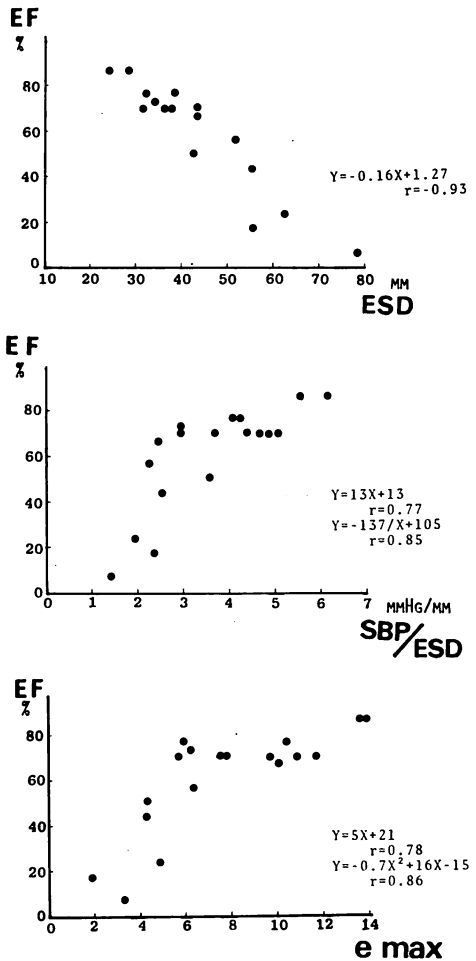 EF
%
80
60
40
20
0
10 20 30 40 50 60 70 80 MM
ESD
Y=-0.16X+1.27
r=-0.93
EF
%
80
60
40
20
0
0 1 2 3 4 5 6 7 MMHG/MM
SBP/ESD
Y=13X+13
r=0.77
Y=-137/X+105
r=0.85
EF
%
80
60
40
20
0
0 2 4 6 8 10 12 14
e max
Y=5X+21
r=0.78
Y=-0.7X²+16X-15
r=0.86